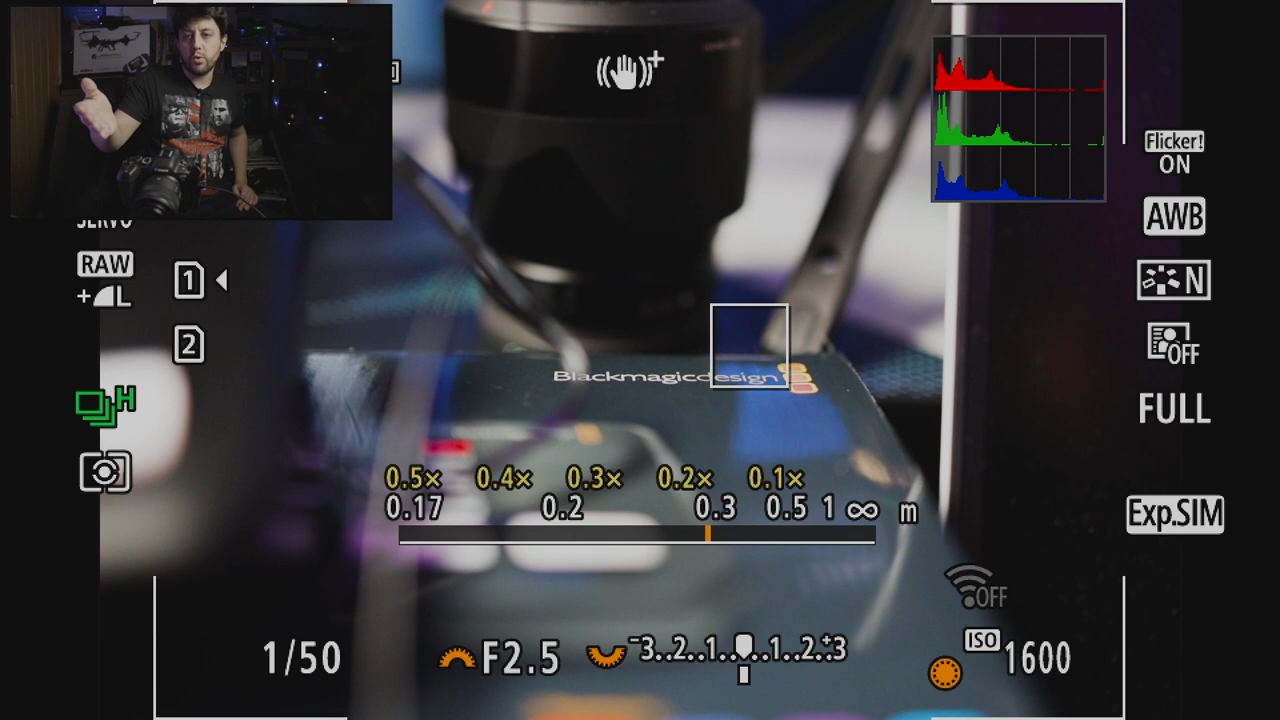 Flicker!
ON
AWB
SERVO
RAW
+L
1
2
H
N
OFF
FULL
Blackmagicdesign
0.5× 0.4× 0.3× 0.2× 0.1×
0.17 0.2 0.3 0.5 1 ∞ m
Exp.SIM
OFF
1/50 F2.5 -3..2..1..|..1..2..+3 ISO 1600